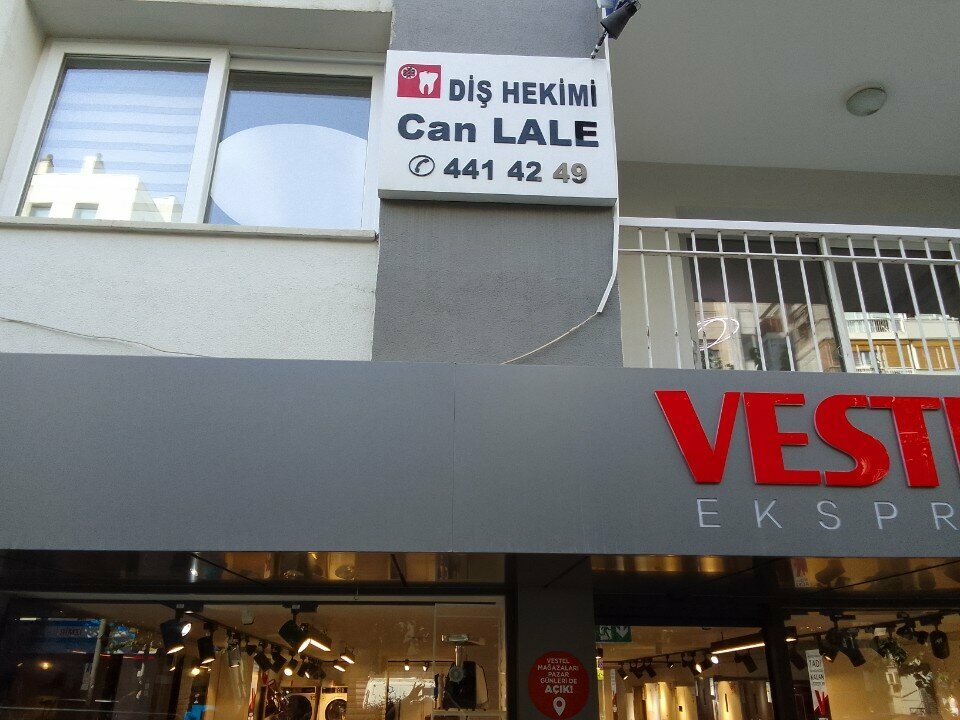 DİŞ HEKİMİ
Can LALE
441 42 49
VESTE
EKSPR
VESTEL
MAĞAZALARI
PAZAR
GÜNLERİ DE
AÇIK!